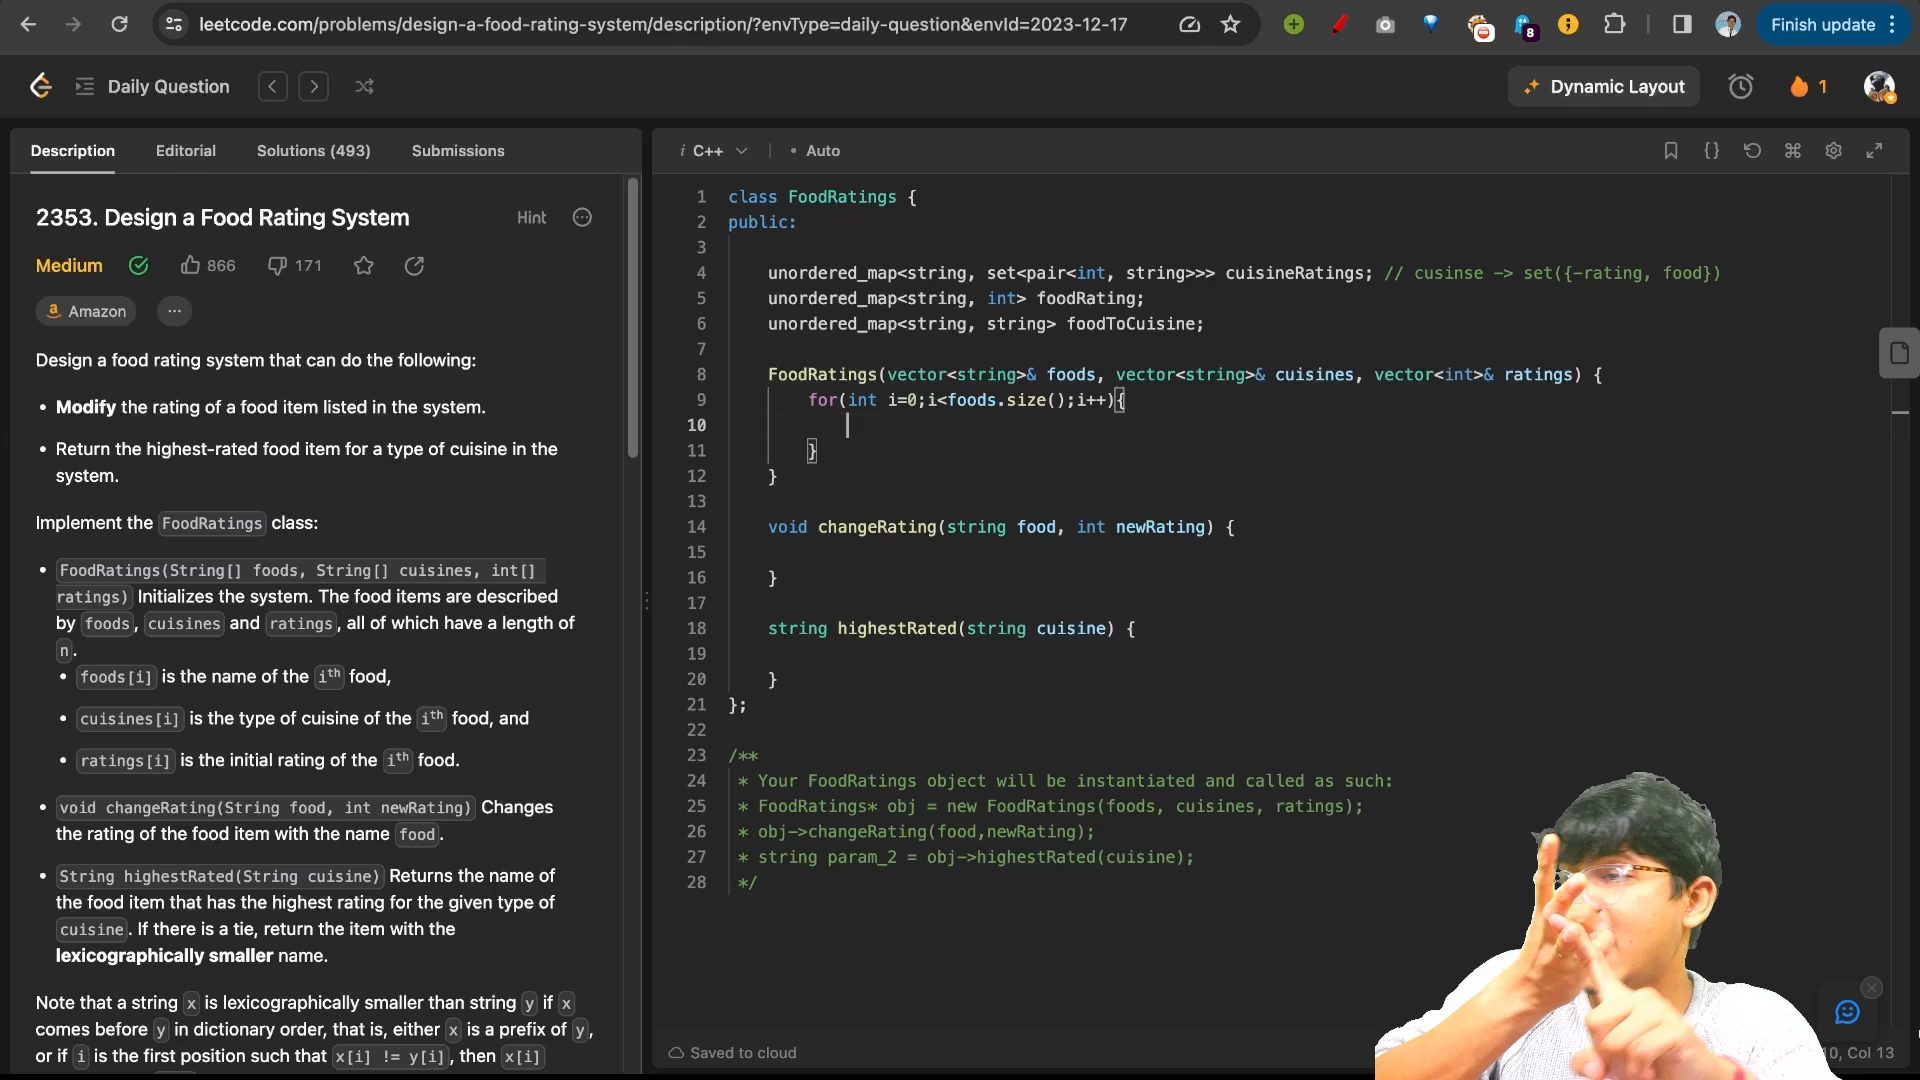 leetcode.com/problems/design-a-food-rating-system/description/?envType=daily-question&envId=2023-12-17
8
Finish update
Daily Question
Dynamic Layout
1
Description
Editorial
Solutions (493)
Submissions
2353. Design a Food Rating System
Hint
Medium
866
171
Amazon
...
Design a food rating system that can do the following:
• Modify the rating of a food item listed in the system.
• Return the highest-rated food item for a type of cuisine in the
system.
Implement the FoodRatings class:
• FoodRatings(String[] foods, String[] cuisines, int[]
ratings) Initializes the system. The food items are described
by foods, cuisines and ratings, all of which have a length of
n.
• foods[i] is the name of the ith food,
• cuisines[i] is the type of cuisine of the ith food, and
• ratings[i] is the initial rating of the ith food.
• void changeRating(String food, int newRating) Changes
the rating of the food item with the name food.
• String highestRated(String cuisine) Returns the name of
the food item that has the highest rating for the given type of
cuisine. If there is a tie, return the item with the
lexicographically smaller name.
Note that a string x is lexicographically smaller than string y if x
comes before y in dictionary order, that is, either x is a prefix of y,
or if i is the first position such that x[i] != y[i], then x[i]
i C++
• Auto
1 class FoodRatings {
2 public:
3
4 unordered_map<string, set<pair<int, string>>> cuisineRatings; // cusinse -> set({-rating, food})
5 unordered_map<string, int> foodRating;
6 unordered_map<string, string> foodToCuisine;
7
8 FoodRatings(vector<string>& foods, vector<string>& cuisines, vector<int>& ratings) {
9 for(int i=0;i<foods.size();i++){
10
11 }
12 }
13
14 void changeRating(string food, int newRating) {
15
16 }
17
18 string highestRated(string cuisine) {
19
20 }
21 };
22
23 /**
24 * Your FoodRatings object will be instantiated and called as such:
25 * FoodRatings* obj = new FoodRatings(foods, cuisines, ratings);
26 * obj->changeRating(food,newRating);
27 * string param_2 = obj->highestRated(cuisine);
28 */
Saved to cloud
10, Col 13